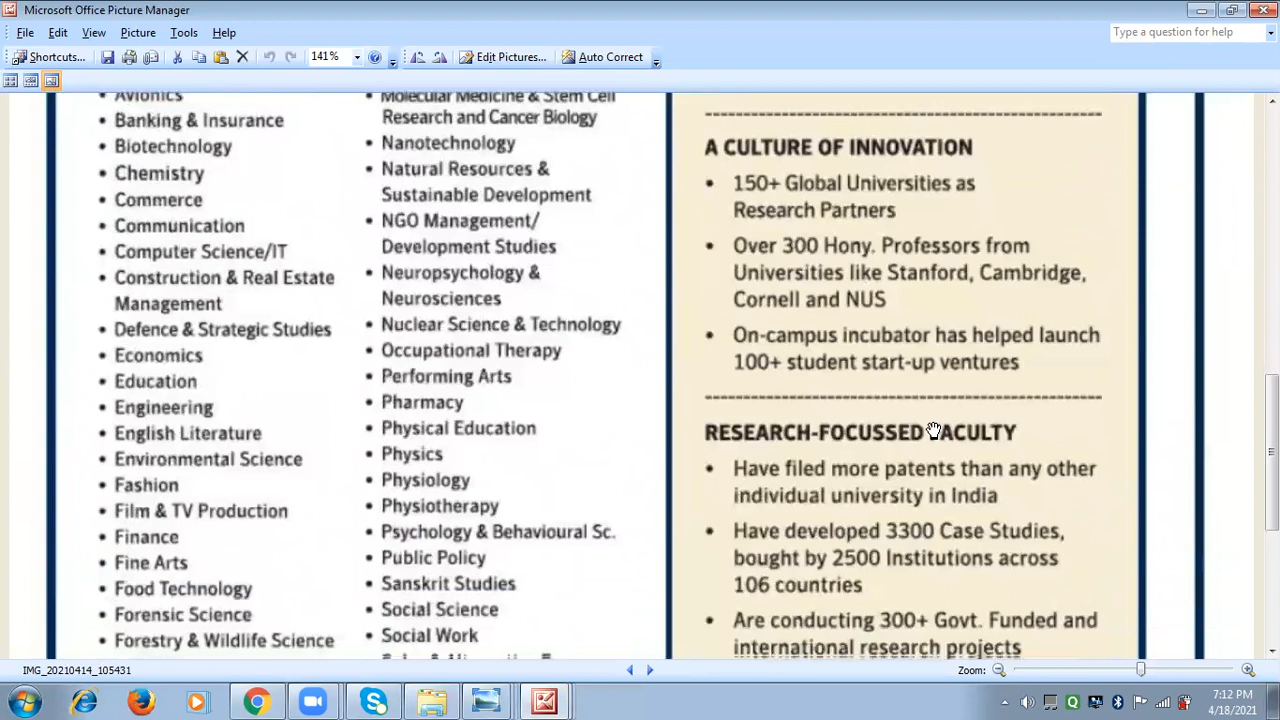 Microsoft Office Picture Manager
File Edit View Picture Tools Help
Type a question for help
Shortcuts... 141% Edit Pictures... Auto Correct
Avionics
• Banking & Insurance
• Biotechnology
• Chemistry
• Commerce
• Communication
• Computer Science/IT
• Construction & Real Estate
Management
• Defence & Strategic Studies
• Economics
• Education
• Engineering
• English Literature
• Environmental Science
• Fashion
• Film & TV Production
• Finance
• Fine Arts
• Food Technology
• Forensic Science
• Forestry & Wildlife Science
• Molecular Medicine & Stem Cell
Research and Cancer Biology
• Nanotechnology
• Natural Resources &
Sustainable Development
• NGO Management/
Development Studies
• Neuropsychology &
Neurosciences
• Nuclear Science & Technology
• Occupational Therapy
• Performing Arts
• Pharmacy
• Physical Education
• Physics
• Physiology
• Physiotherapy
• Psychology & Behavioural Sc.
• Public Policy
• Sanskrit Studies
• Social Science
• Social Work
A CULTURE OF INNOVATION
• 150+ Global Universities as
Research Partners
• Over 300 Hony. Professors from
Universities like Stanford, Cambridge,
Cornell and NUS
• On-campus incubator has helped launch
100+ student start-up ventures
RESEARCH-FOCUSSED FACULTY
• Have filed more patents than any other
individual university in India
• Have developed 3300 Case Studies,
bought by 2500 Institutions across
106 countries
• Are conducting 300+ Govt. Funded and
international research projects
IMG_20210414_105431
Zoom:
7:12 PM
4/18/2021